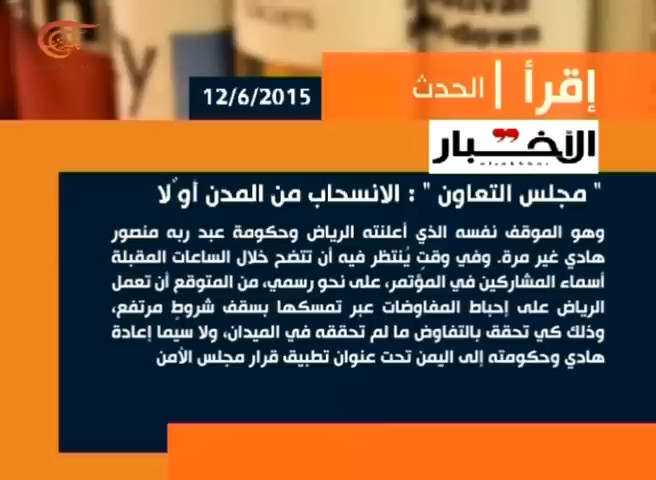 إقرأ | الحدث
12/6/2015
الأخبار
" مجلس التعاون " : الانسحاب من المدن أولًا
وهو الموقف نفسه الذي أعلنته الرياض وحكومة عبد ربه منصور
هادي غير مرة. وفي وقتٍ يُنتظر فيه أن تتضح خلال الساعات المقبلة
أسماء المشاركين في المؤتمر، على نحو رسمي، من المتوقع أن تعمل
الرياض على إحباط المفاوضات عبر تمسكها بسقف شروطٍ مرتفع،
وذلك كي تحقق بالتفاوض ما لم تحققه في الميدان، ولا سيما إعادة
هادي وحكومته إلى اليمن تحت عنوان تطبيق قرار مجلس الأمن